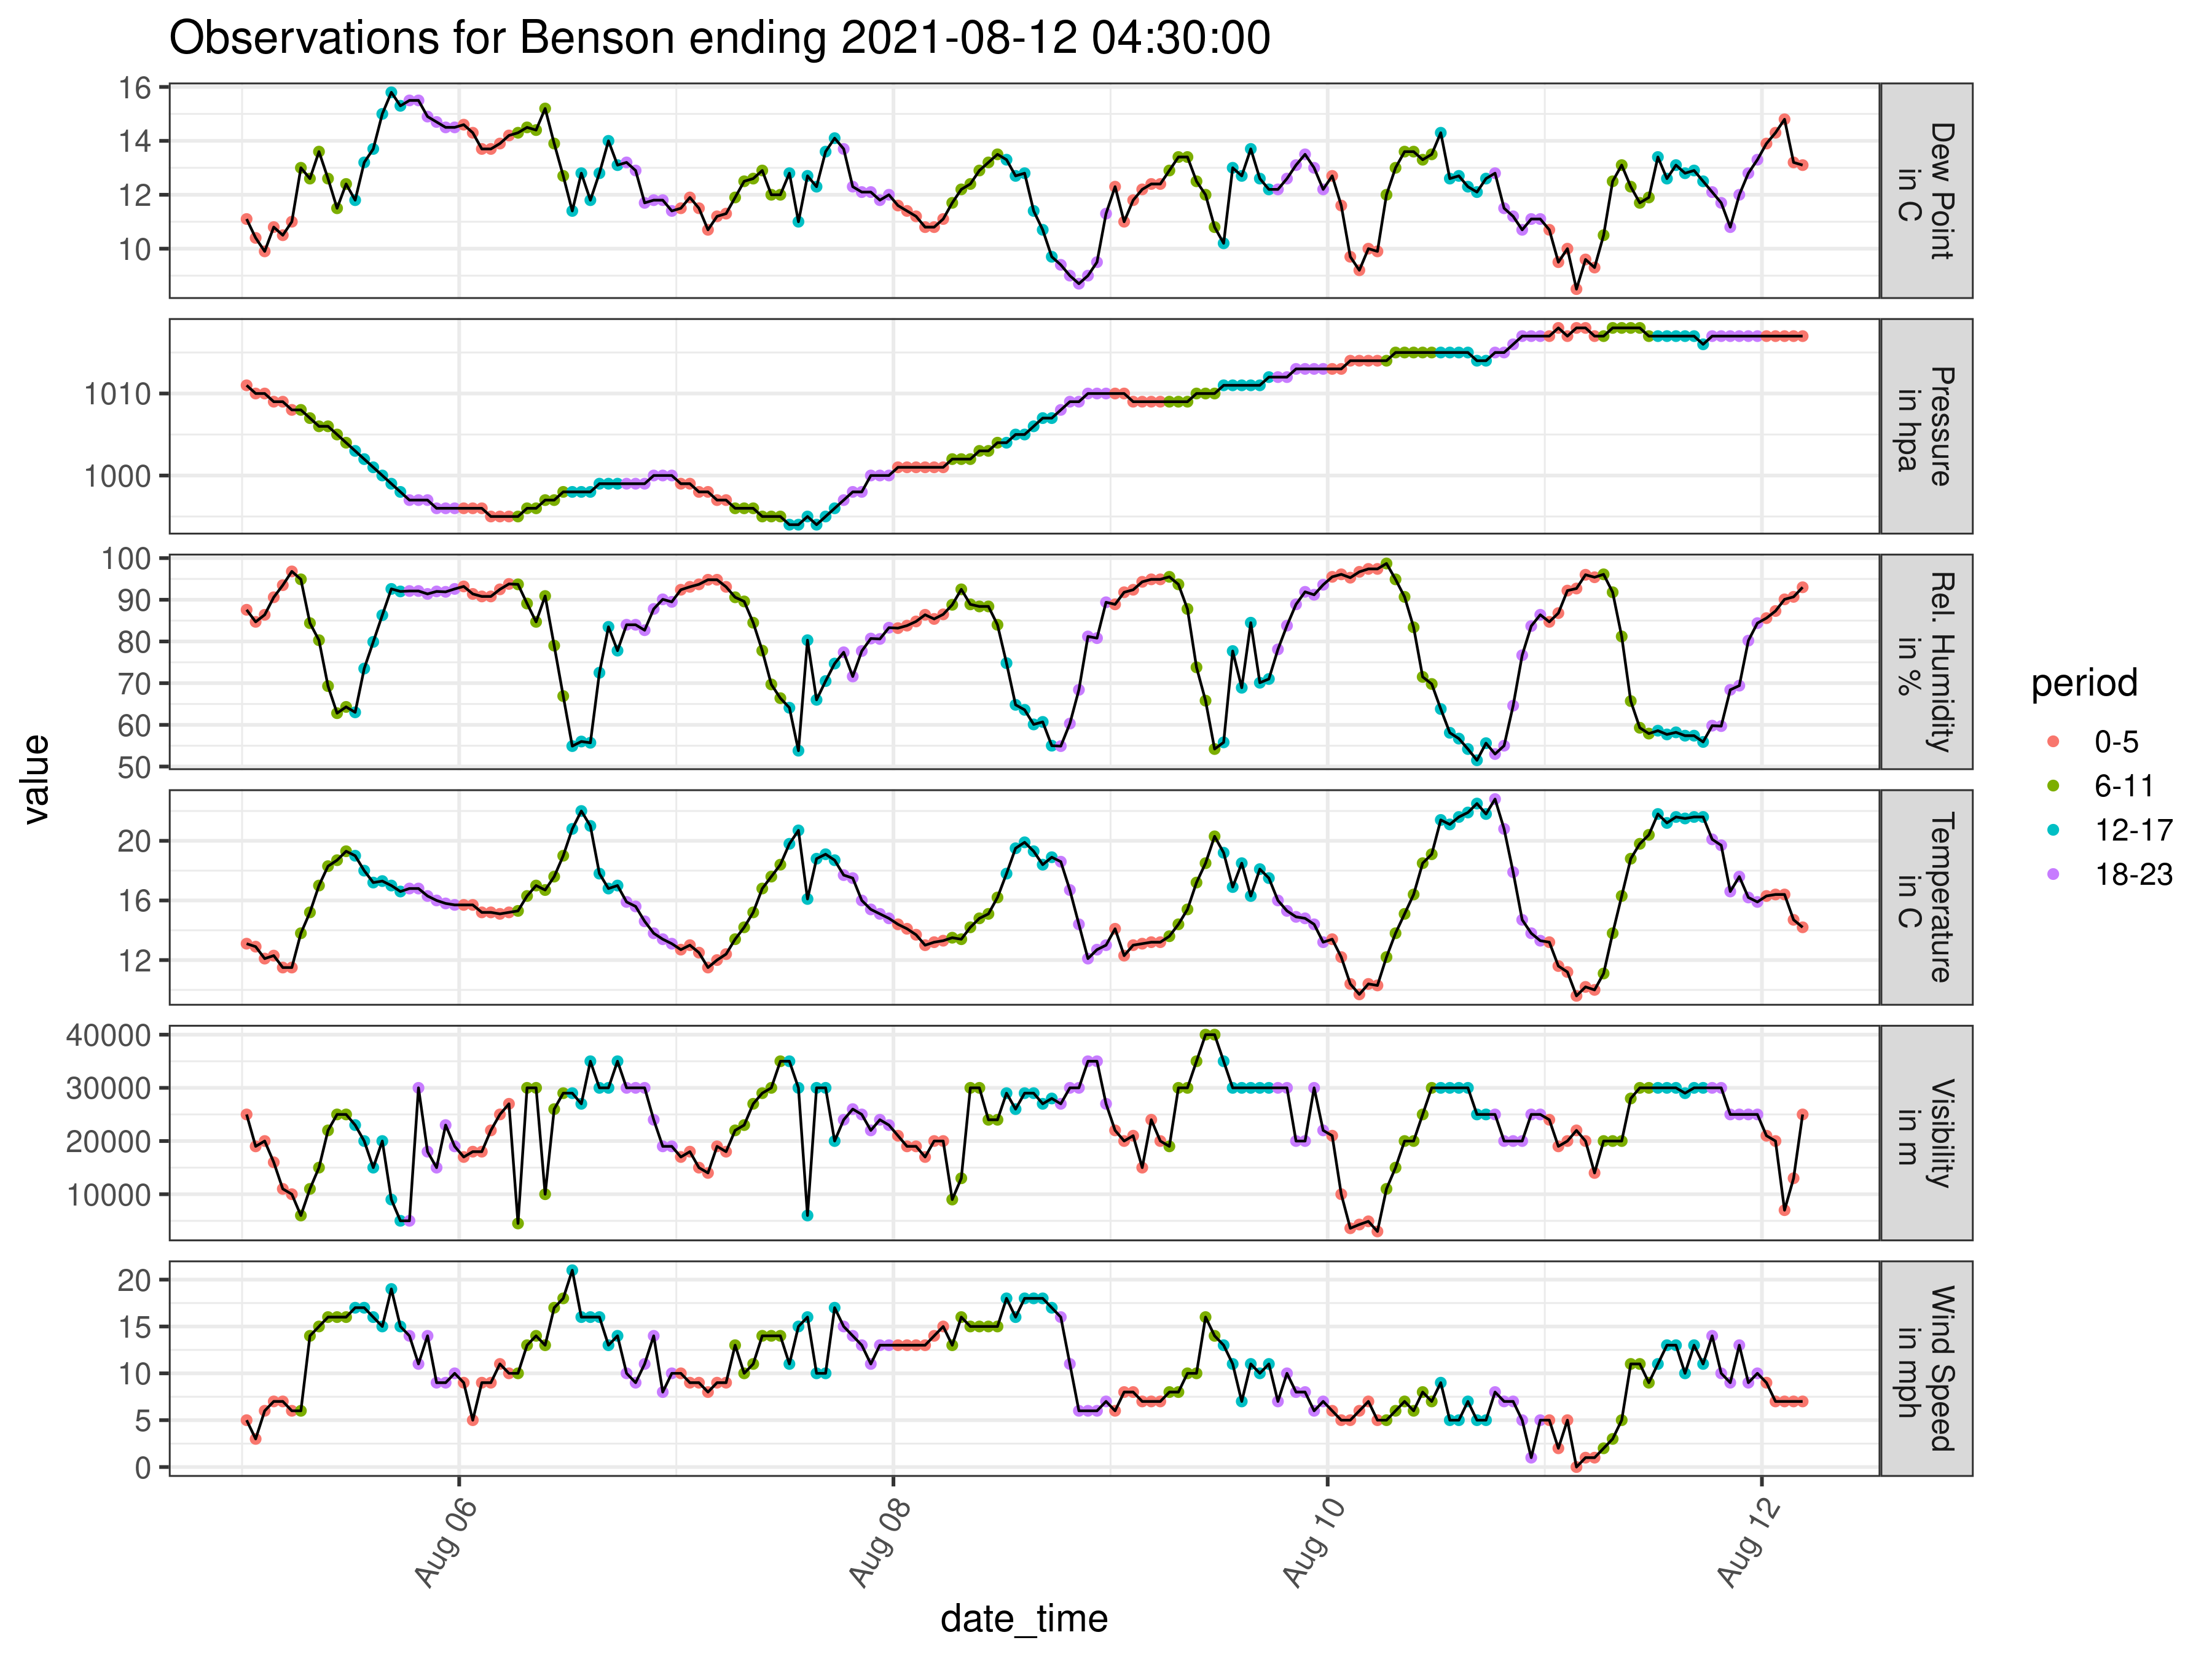 Observations for Benson ending 2021-08-12 04:30:00
value
16
14
12
10
Dew Point
in C
1010
1000
Pressure
in hpa
100
90
80
70
60
50
Rel. Humidity
in %
20
16
12
Temperature
in C
40000
30000
20000
10000
Visibility
in m
20
15
10
5
0
Wind Speed
in mph
Aug 06
Aug 08
Aug 10
Aug 12
date_time
period
0-5
6-11
12-17
18-23